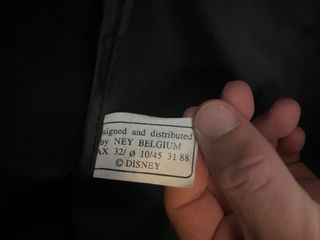 signed and distributed
by NEY BELGIUM
AX 32/ Ø 10/45 31 88
© DISNEY